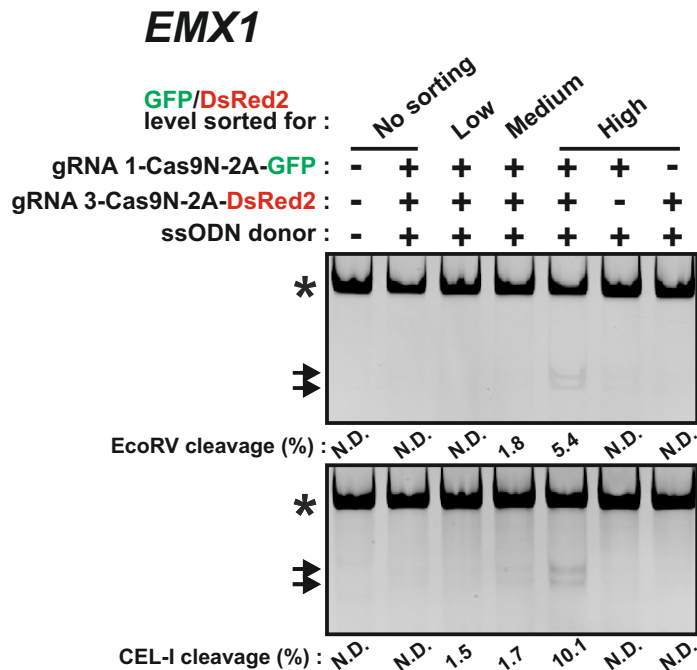 EMX1
GFP/DsRed2
level sorted for :
No sorting Low Medium High
gRNA 1-Cas9N-2A-GFP : - + + + + + -
gRNA 3-Cas9N-2A-DsRed2 : - + + + + - +
ssODN donor : - + + + + + +
*
EcoRV cleavage (%) : N.D. N.D. N.D. 1.8 5.4 N.D. N.D.
*
CEL-I cleavage (%) : N.D. N.D. 1.5 1.7 10.1 N.D. N.D.